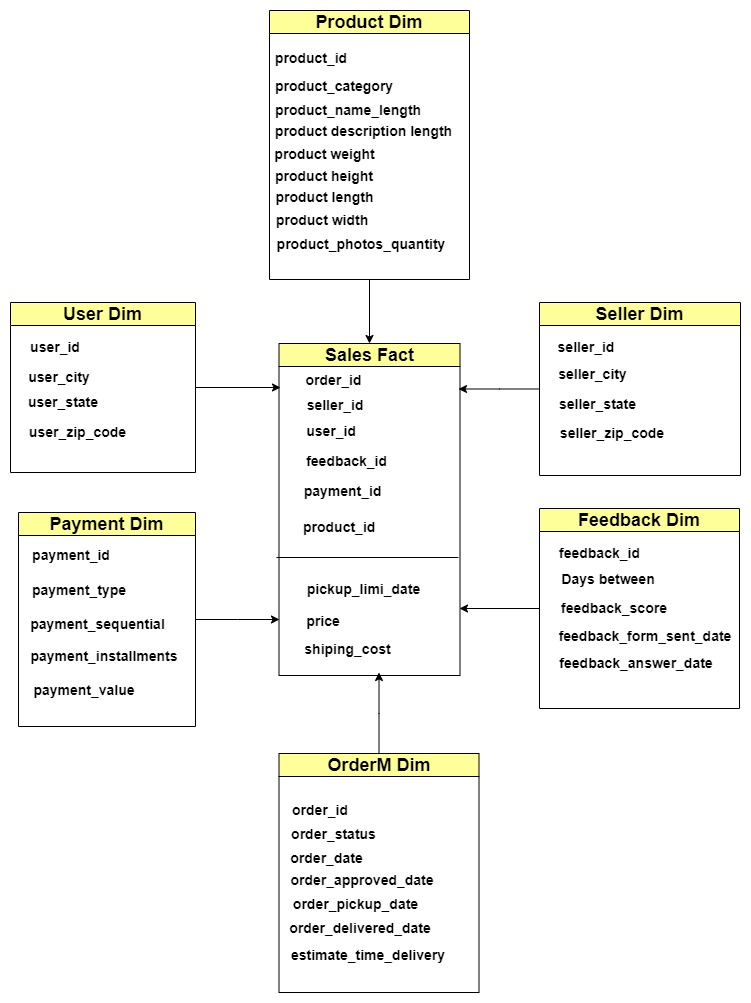 Product Dim
product_id
product_category
product_name_length
product description length
product weight
product height
product length
product width
product_photos_quantity
User Dim
user_id
user_city
user_state
user_zip_code
Sales Fact
order_id
seller_id
user_id
feedback_id
payment_id
product_id
pickup_limi_date
price
shiping_cost
Seller Dim
seller_id
seller_city
seller_state
seller_zip_code
Payment Dim
payment_id
payment_type
payment_sequential
payment_installments
payment_value
Feedback Dim
feedback_id
Days between
feedback_score
feedback_form_sent_date
feedback_answer_date
OrderM Dim
order_id
order_status
order_date
order_approved_date
order_pickup_date
order_delivered_date
estimate_time_delivery